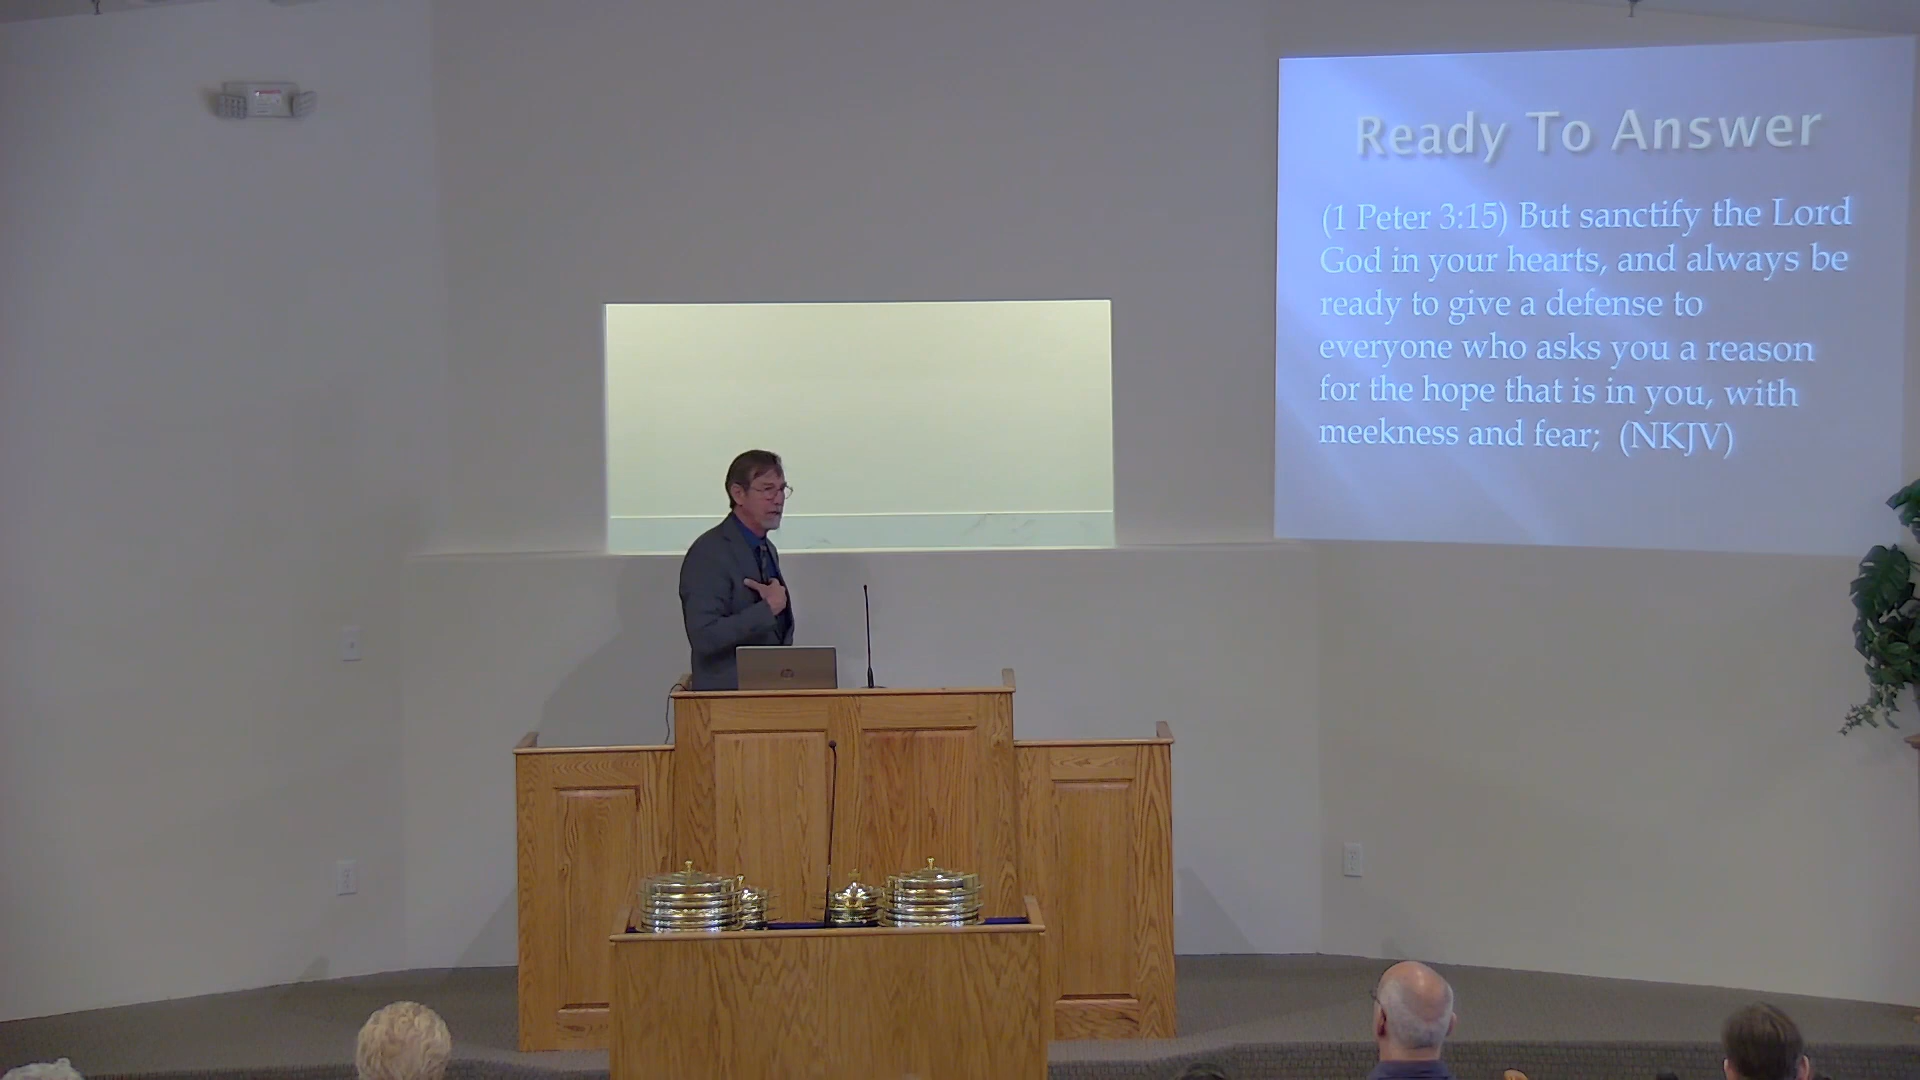 Ready To Answer
(1 Peter 3:15) But sanctify the Lord
God in your hearts, and always be
ready to give a defense to
everyone who asks you a reason
for the hope that is in you, with
meekness and fear; (NKJV)